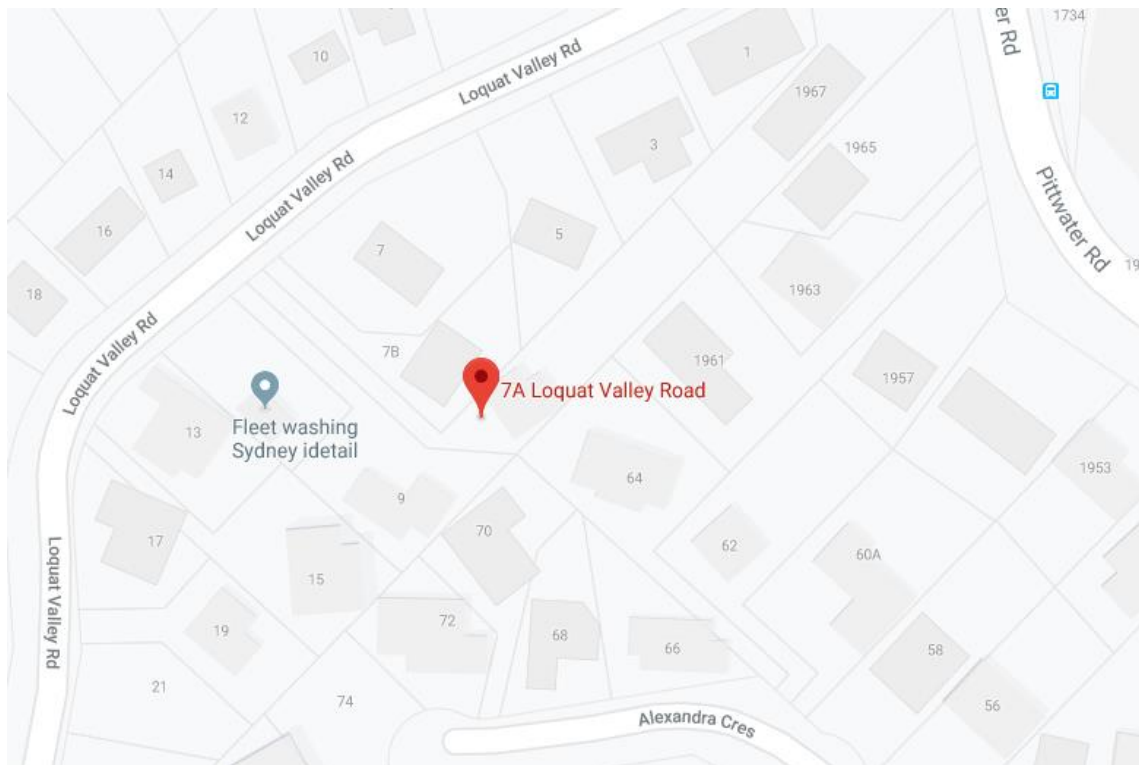 1734
er Rd
10
Loquat Valley Rd
1
1967
12
3
1965
14
Loquat Valley Rd
Pittwater Rd
16
5
7
19
18
1963
Loquat Valley Rd
7B
1961
1957
7A Loquat Valley Road
Fleet washing
Sydney idetail
13
1953
64
9
70
17
62
60A
15
Loquat Valley Rd
72
19
68
66
58
21
74
56
Alexandra Cres